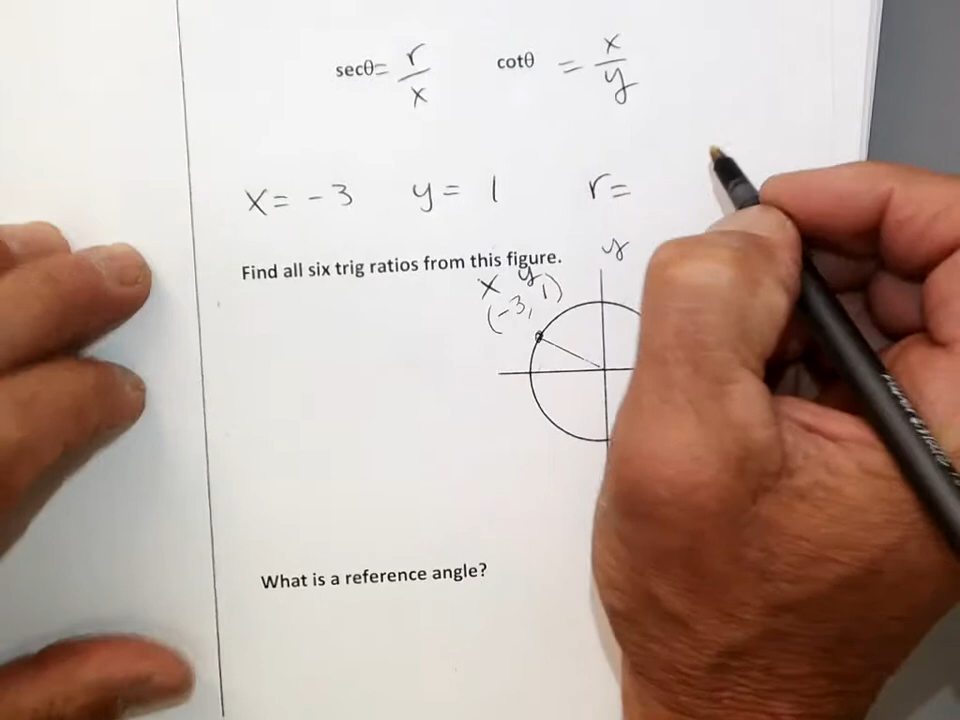 secθ= r/x cotθ = x/y
x = -3 y = 1 r =
Find all six trig ratios from this figure.
y
x y
(-3, 1)
What is a reference angle?